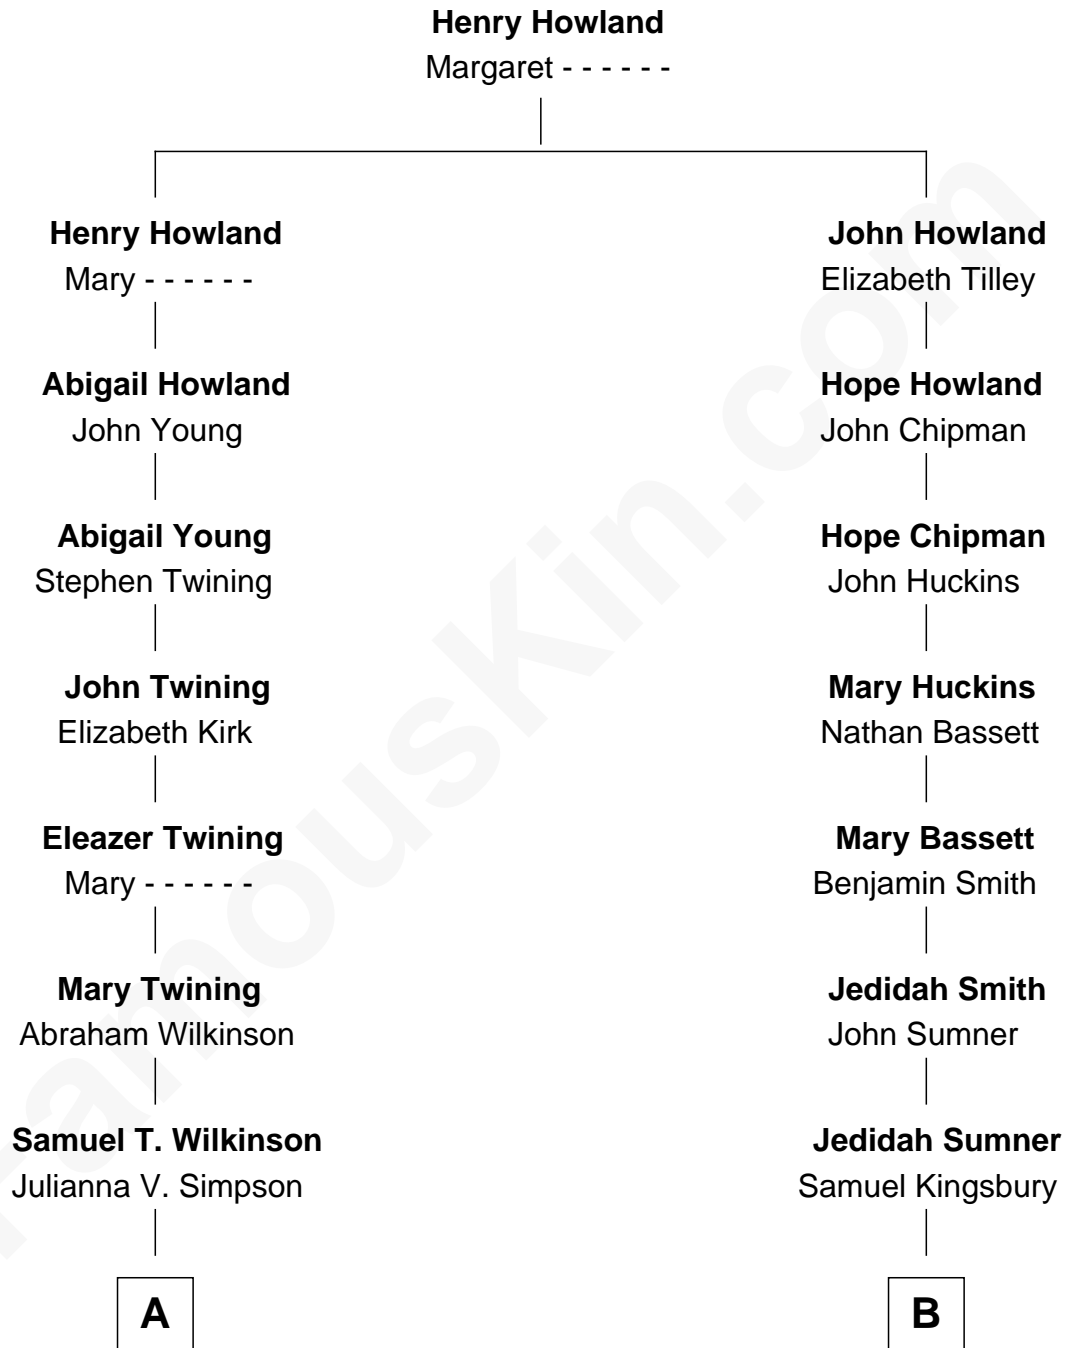 Henry Howland
Margaret - - - - - -
Henry Howland
Mary - - - - - -
Abigail Howland
John Young
Abigail Young
Stephen Twining
John Twining
Elizabeth Kirk
Eleazer Twining
Mary - - - - - -
Mary Twining
Abraham Wilkinson
Samuel T. Wilkinson
Julianna V. Simpson
A
John Howland
Elizabeth Tilley
Hope Howland
John Chipman
Hope Chipman
John Huckins
Mary Huckins
Nathan Bassett
Mary Bassett
Benjamin Smith
Jedidah Smith
John Sumner
Jedidah Sumner
Samuel Kingsbury
B
FamousKin.com